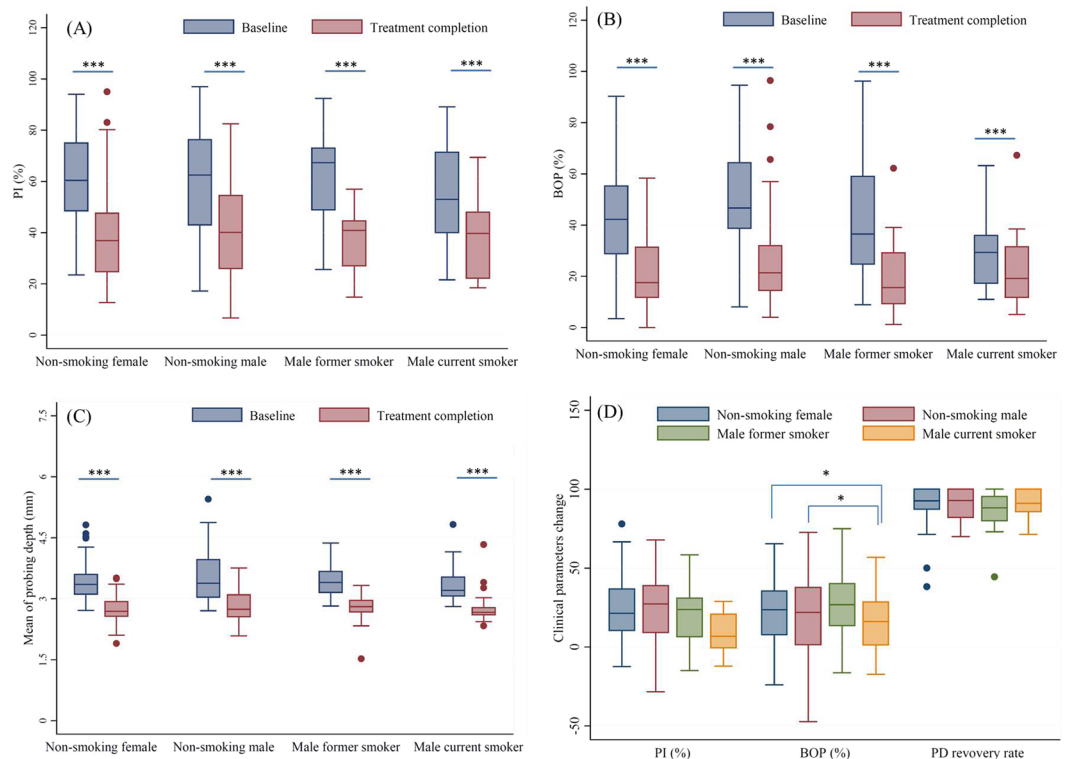 (A)
Baseline
Treatment completion
120
100
80
60
40
20
0
PI (%)
***
***
***
***
Non-smoking female
Non-smoking male
Male former smoker
Male current smoker
(B)
Baseline
Treatment completion
120
100
80
60
40
20
0
BOP (%)
***
***
***
***
Non-smoking female
Non-smoking male
Male former smoker
Male current smoker
(C)
Baseline
Treatment completion
7.5
6
4.5
3
1.5
0
Mean of probing depth (mm)
***
***
***
***
Non-smoking female
Non-smoking male
Male former smoker
Male current smoker
(D)
Non-smoking female
Non-smoking male
Male former smoker
Male current smoker
150
100
50
0
-50
Clinical parameters change
*
*
PI (%)
BOP (%)
PD revovery rate